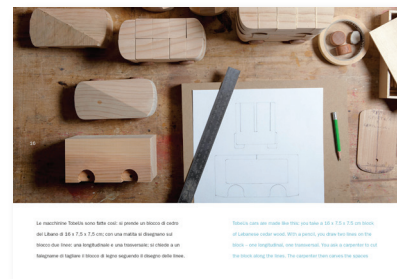 28
Le macchinine Tobeiia sono fatte così: si prende un blocco di cedro
del Libano di 16 x 7,5 x 7,5 cm; con una matita si disegnano sul
blocco due linee: una longitudinale e una trasversale; si chiede a un
falegname di tagliare il blocco di legno seguendo il disegno delle linee.
cars are made like this: you take a 16 x 7.5 x 7.5 cm block
of Lebanese cedar wood. With a pencil, you draw two lines on the
block - one longitudinal, one transversal. You ask a carpenter to cut
the block along the lines. The carpenter then carves the spaces